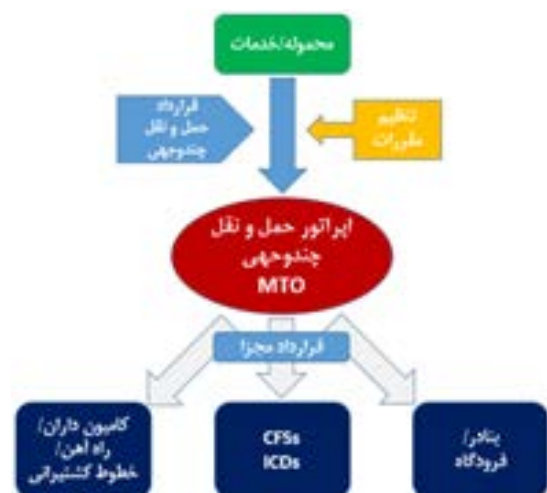 محموله/خدمات
قرارداد
حمل و نقل
چندوجهی
تنظیم
مقررات
اپراتور حمل و نقل
چندوجهی
MTO
قرارداد مجزا
کامیون داران/
راه آهن/
خطوط کشتیرانی
CFSs
ICDs
بنادر/
فرودگاه